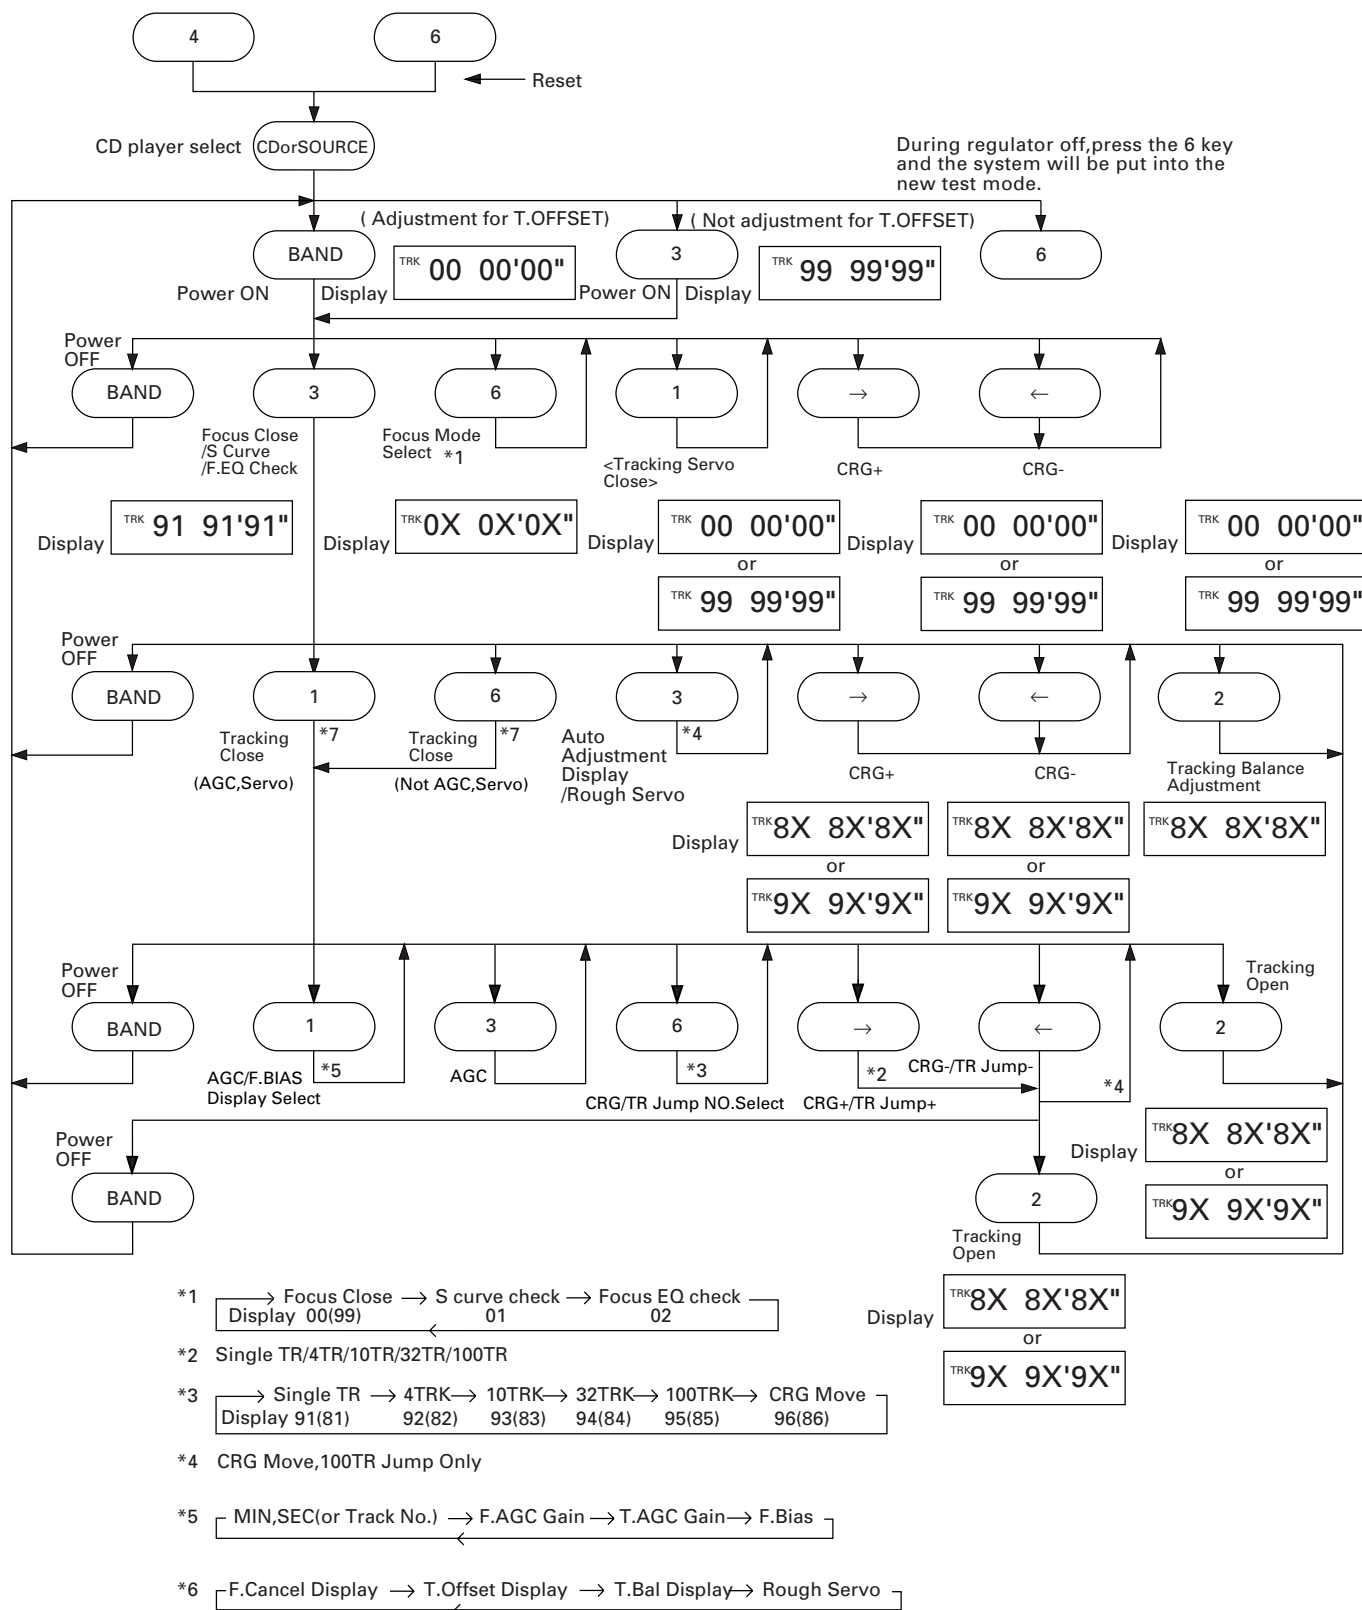 4
6
Reset
CD player select
CDorSOURCE
During regulator off,press the 6 key
and the system will be put into the
new test mode.
( Adjustment for T.OFFSET)
( Not adjustment for T.OFFSET)
BAND
TRK 00 00'00"
3
TRK 99 99'99"
6
Power ON
Display
Power ON
Display
Power
OFF
BAND
3
6
1
→
←
Focus Close
/S Curve
/F.EQ Check
Focus Mode
Select *1
<Tracking Servo
Close>
CRG+
CRG-
Display
TRK 91 91'91"
Display
TRK 0X 0X'0X"
Display
TRK 00 00'00"
or
TRK 99 99'99"
Display
TRK 00 00'00"
or
TRK 99 99'99"
Display
TRK 00 00'00"
or
TRK 99 99'99"
Power
OFF
BAND
1
6
3
→
←
2
*7
Tracking
Close
(AGC,Servo)
*7
Tracking
Close
(Not AGC,Servo)
*4
Auto
Adjustment
Display
/Rough Servo
CRG+
CRG-
Tracking Balance
Adjustment
Display
TRK 8X 8X'8X"
or
TRK 9X 9X'9X"
TRK 8X 8X'8X"
or
TRK 9X 9X'9X"
TRK 8X 8X'8X"
Power
OFF
Tracking
Open
BAND
1
3
6
→
←
2
*5
AGC/F.BIAS
Display Select
AGC
*3
CRG/TR Jump NO.Select
*2
CRG+/TR Jump+
CRG-/TR Jump-
*4
Power
OFF
BAND
2
Tracking
Open
Display
TRK 8X 8X'8X"
or
TRK 9X 9X'9X"
Display
TRK 8X 8X'8X"
or
TRK 9X 9X'9X"
*1 → Focus Close → S curve check → Focus EQ check
Display 00(99) 01 02
*2 Single TR/4TR/10TR/32TR/100TR
*3 → Single TR → 4TRK → 10TRK → 32TRK → 100TRK → CRG Move
Display 91(81) 92(82) 93(83) 94(84) 95(85) 96(86)
*4 CRG Move,100TR Jump Only
*5 MIN,SEC(or Track No.) → F.AGC Gain → T.AGC Gain → F.Bias
*6 F.Cancel Display → T.Offset Display → T.Bal Display → Rough Servo